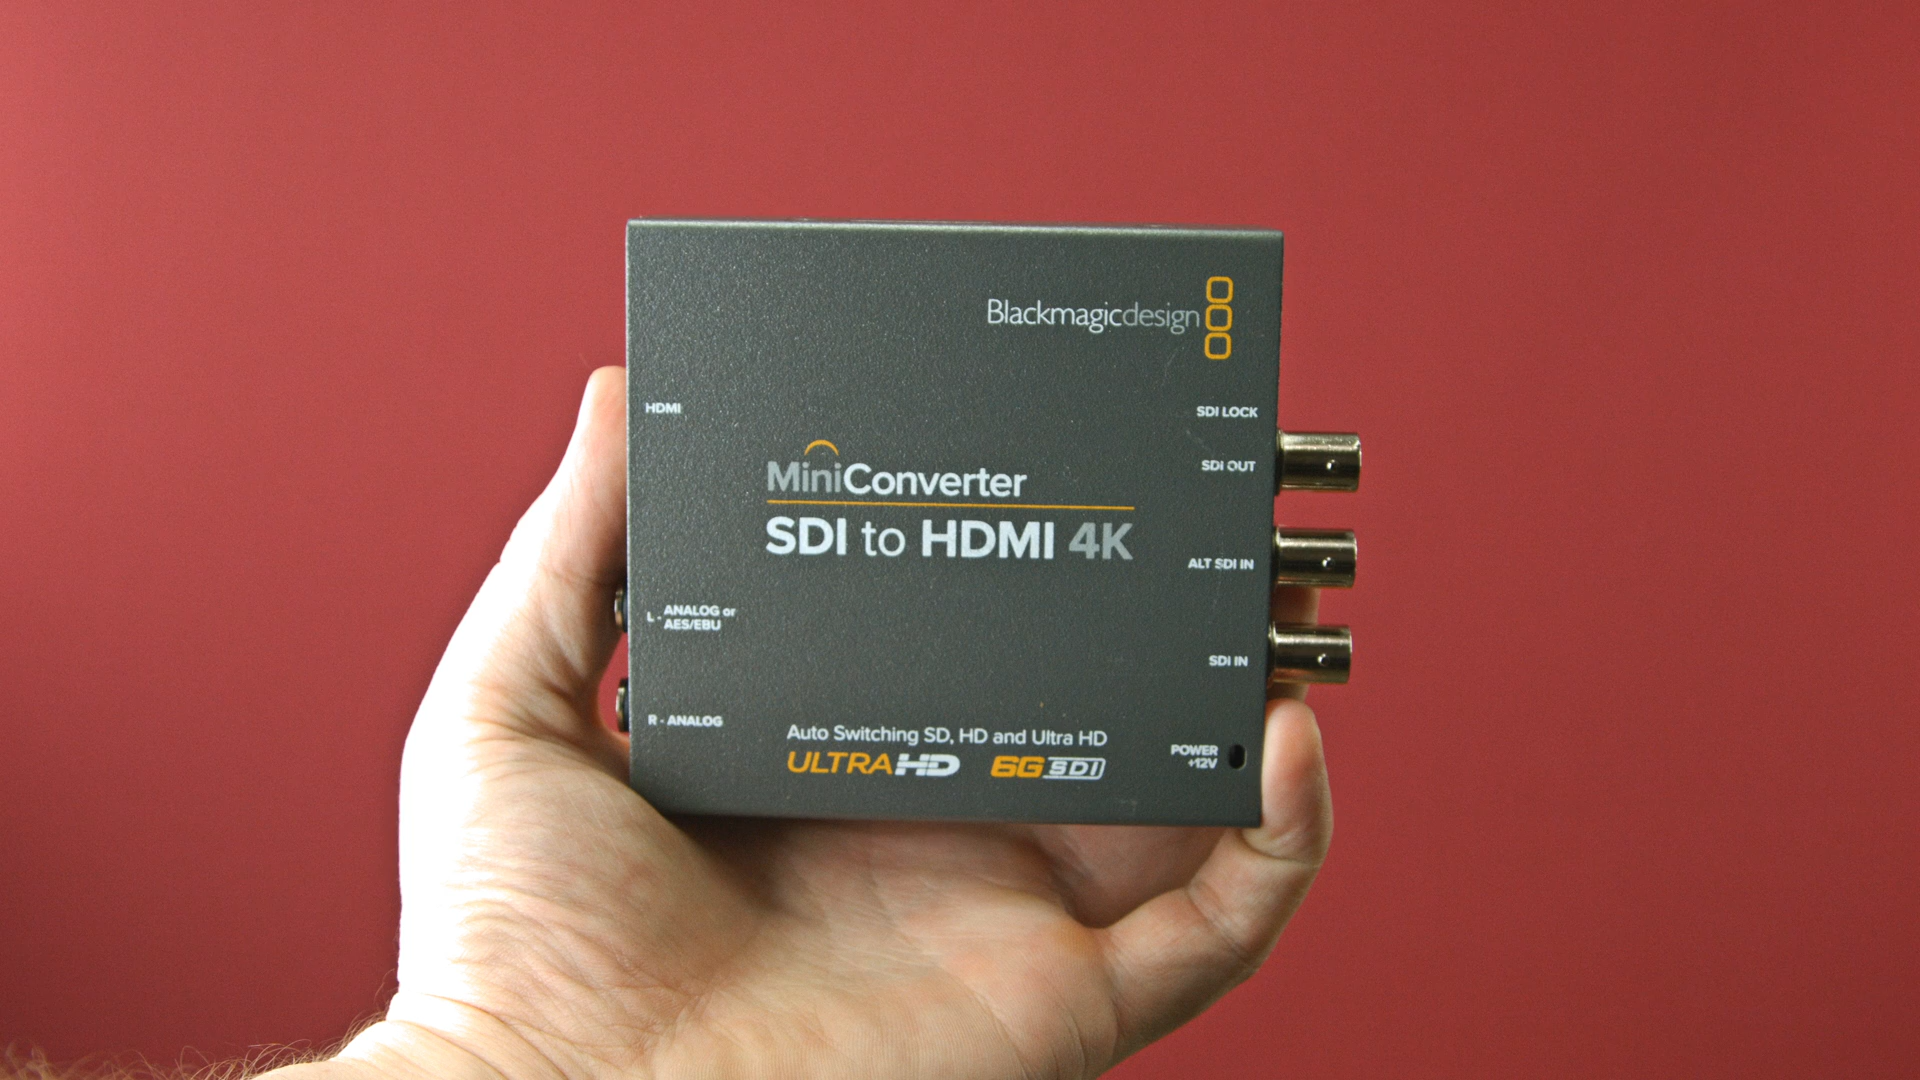 Blackmagicdesign
HDMI
SDI LOCK
SDI OUT
MiniConverter
SDI to HDMI 4K
ALT SDI IN
L - ANALOG or
AES/EBU
SDI IN
R - ANALOG
Auto Switching SD, HD and Ultra HD
ULTRA HD 6G SDI
POWER
+12V